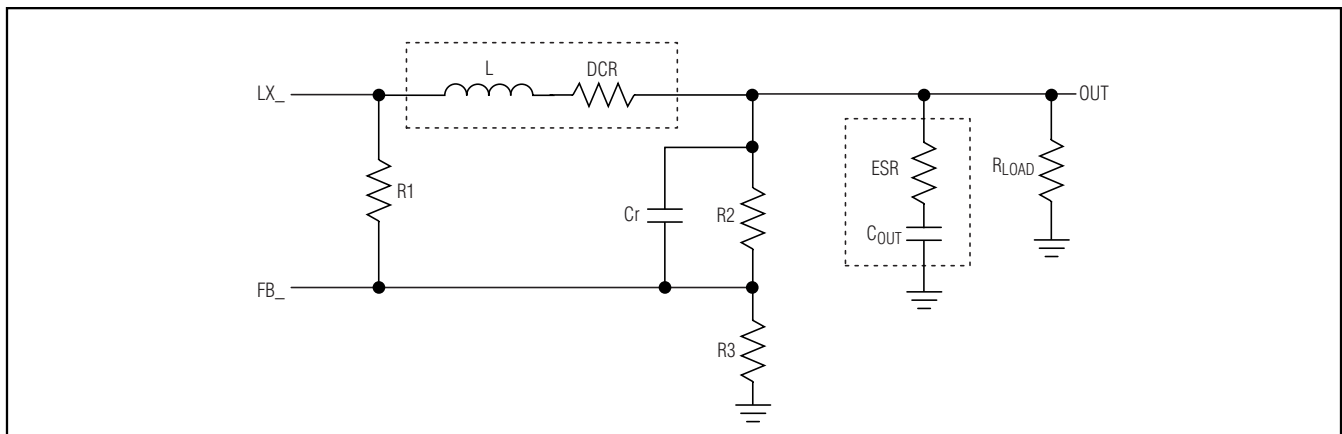 L
DCR
LX_
OUT
R1
Cr
R2
ESR
RLOAD
COUT
FB_
R3